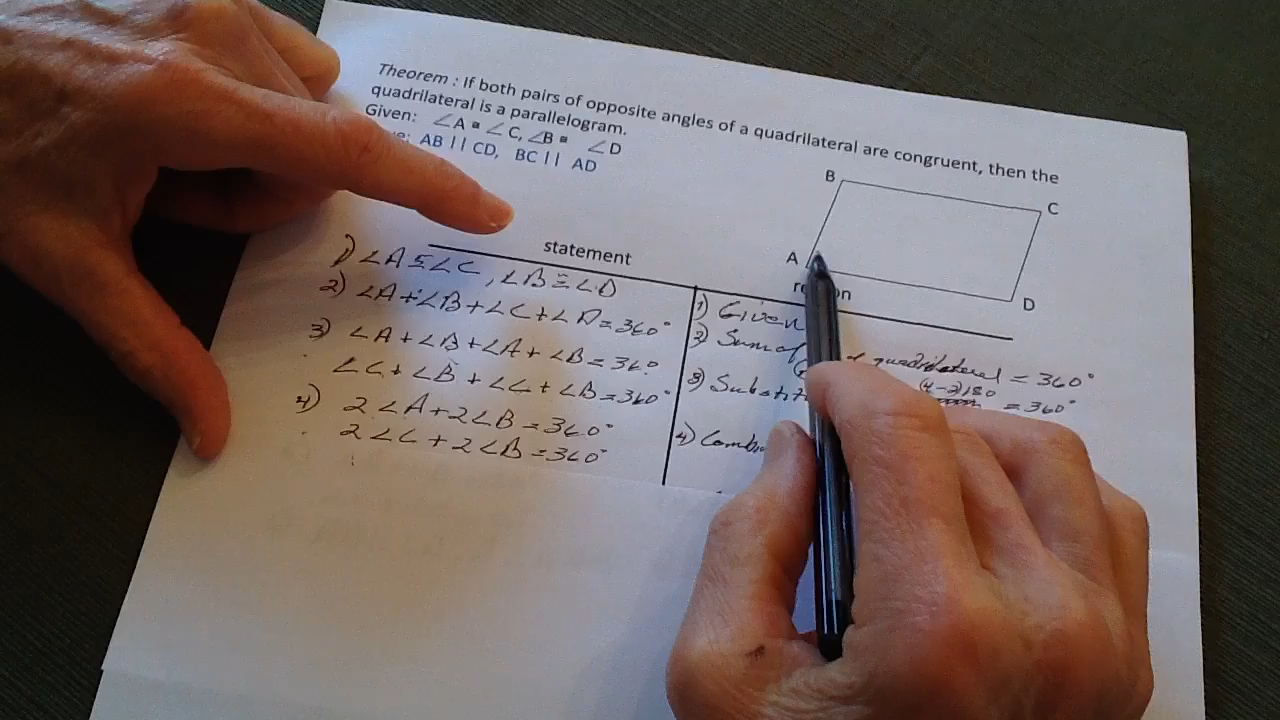 Theorem : If both pairs of opposite angles of a quadrilateral are congruent, then the
quadrilateral is a parallelogram.
Given: ∠A ≅ ∠C, ∠B ≅ ∠D
AB || CD, BC || AD
B
C
A
D
statement
1) ∠A ≅ ∠C, ∠B ≅ ∠D
2) ∠A + ∠B + ∠C + ∠D = 360°
3) ∠A + ∠B + ∠A + ∠B = 360
∠C + ∠B + ∠C + ∠B = 360°
4) 2∠A + 2∠B = 360°
2∠C + 2∠B = 360°
1) Given
2) Sum of quadrilateral = 360°
(4-2)180 = 360°
3)
4)